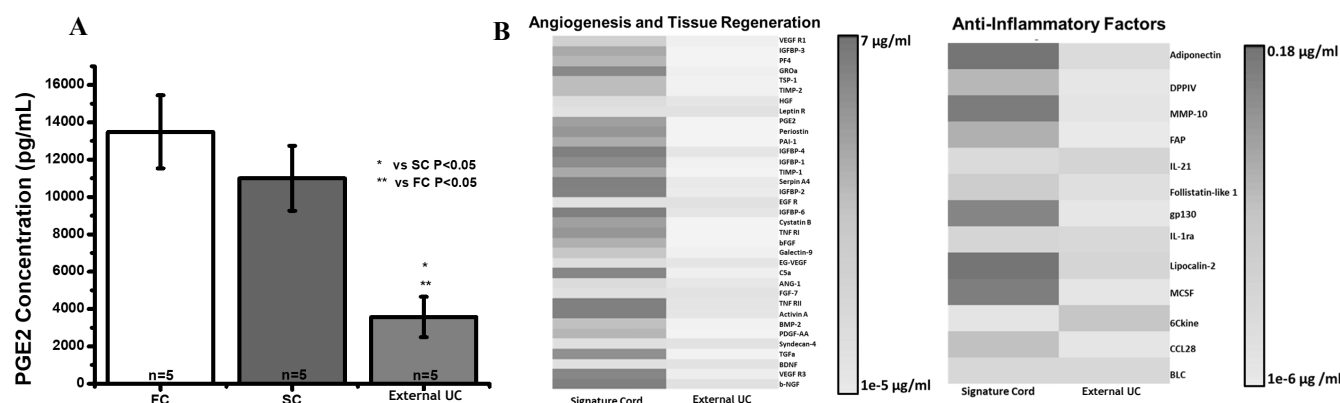 A
PGE2 Concentration (pg/mL)
16000
14000
12000
10000
8000
6000
4000
2000
0
* vs SC P<0.05
** vs FC P<0.05
*
**
n=5
n=5
n=5
FC
SC
External UC
B
Angiogenesis and Tissue Regeneration
VEGF R1
IGFBP-3
PF4
GROa
TSP-1
TIMP-2
HGF
Leptin R
PGE2
Periostin
PAI-1
IGFBP-4
IGFBP-1
TIMP-1
Serpin A4
IGFBP-2
EGF R
IGFBP-6
Cystatin B
TNF RI
bFGF
Galectin-9
EG-VEGF
C5a
ANG-1
FGF-7
TNF RII
Activin A
BMP-2
PDGF-AA
Syndecan-4
TGFa
BDNF
VEGF R3
b-NGF
Signature Cord
External UC
7 µg/ml
1e-5 µg/ml
Anti-Inflammatory Factors
Adiponectin
DPPIV
MMP-10
FAP
IL-21
Follistatin-like 1
gp130
IL-1ra
Lipocalin-2
MCSF
6Ckine
CCL28
BLC
Signature Cord
External UC
0.18 µg/ml
1e-6 µg /ml